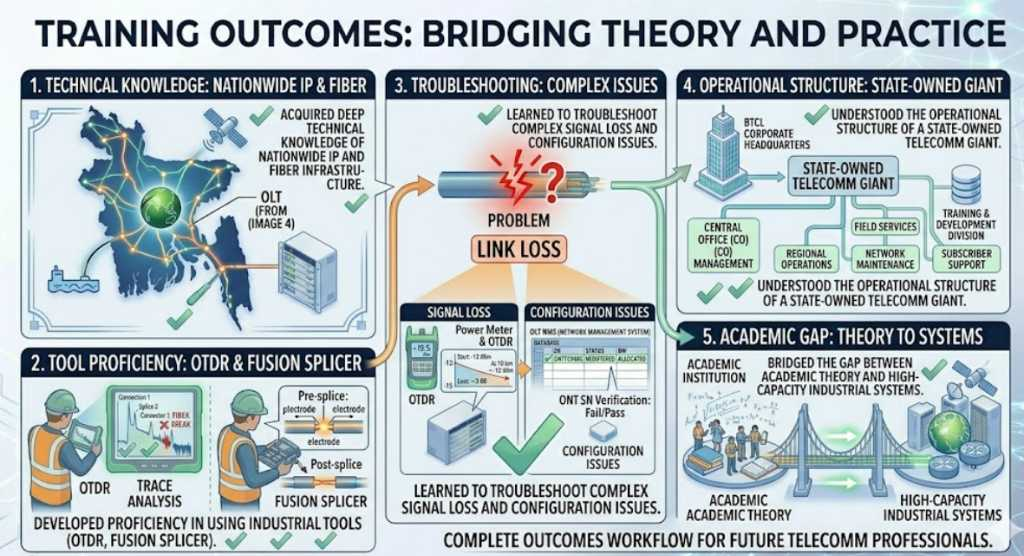 TRAINING OUTCOMES: BRIDGING THEORY AND PRACTICE
1. TECHNICAL KNOWLEDGE: NATIONWIDE IP & FIBER
ACQUIRED DEEP
TECHNICAL
KNOWLEDGE OF
NATIONWIDE IP AND
FIBER INFRASTRU-
CTURE.
OLT
(FROM
(IMAGE 4)
2. TOOL PROFICIENCY: OTDR & FUSION SPLICER
Connection 1
Splice 2
FIBER
BREAK
OTDR
TRACE
ANALYSIS
Pre-splice:
electrode
electrode
electrode
Post-splice
FUSION SPLICER
DEVELOPED PROFICIENCY IN USING INDUSTRIAL TOOLS
(OTDR, FUSION SPLICER).
3. TROUBLESHOOTING: COMPLEX ISSUES
LEARNED TO TROUBLESHOOT
COMPLEX SIGNAL LOSS AND
CONFIGURATION ISSUES.
?
PROBLEM
LINK LOSS
SIGNAL LOSS
Power Meter
& OTDR
OTDR
CONFIGURATION ISSUES
OLT NMS (NETWORK MANAGEMENT SYSTEM)
DATABASE
ONT SN Verification:
Fail/Pass
CONFIGURATION
ISSUES
LEARNED TO TROUBLESHOOT COMPLEX
SIGNAL LOSS AND CONFIGURATION ISSUES.
4. OPERATIONAL STRUCTURE: STATE-OWNED GIANT
BTCL
CORPORATE
HEADQUARTERS
UNDERSTOOD THE OPERATIONAL
STRUCTURE OF A STATE-OWNED
TELECOMM GIANT.
STATE-OWNED
TELECOMM GIANT
TRAINING &
DEVELOPMENT
DIVISION
CENTRAL
OFFICE (CO)
(CO)
MANAGEMENT
FIELD SERVICES
REGIONAL
OPERATIONS
NETWORK
MAINTENANCE
SUBSCRIBER
SUPPORT
UNDERSTOOD THE OPERATIONAL STRUCTURE
OF A STATE-OWNED TELECOMM GIANT.
5. ACADEMIC GAP: THEORY TO SYSTEMS
ACADEMIC
INSTITUTION
BRIDGED THE GAP BETWEEN
ACADEMIC THEORY AND HIGH-
CAPACITY INDUSTRIAL SYSTEMS.
ACADEMIC
ACADEMIC THEORY
HIGH-CAPACITY
INDUSTRIAL SYSTEMS
COMPLETE OUTCOMES WORKFLOW FOR FUTURE TELECOMM PROFESSIONALS.